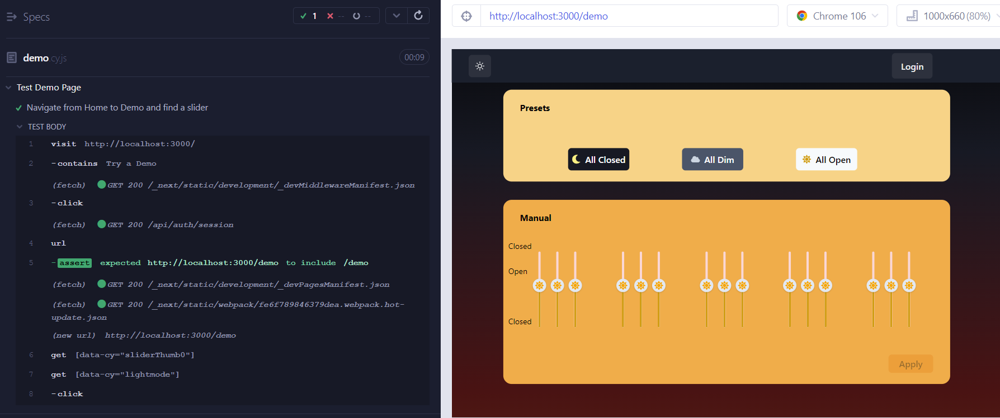 Specs
1 -- --
demo.cy.js
00:09
Test Demo Page
Navigate from Home to Demo and find a slider
TEST BODY
1 visit http://localhost:3000/
2 -contains Try a Demo
(fetch) GET 200 /_next/static/development/_devMiddlewareManifest.json
3 -click
(fetch) GET 200 /api/auth/session
4 url
5 -assert expected http://localhost:3000/demo to include /demo
(fetch) GET 200 /_next/static/development/_devPagesManifest.json
(fetch) GET 200 /_next/static/webpack/fe6f789846379dea.webpack.hot-
update.json
(new url) http://localhost:3000/demo
6 get [data-cy="sliderThumb0"]
7 get [data-cy="lightmode"]
8 -click
http://localhost:3000/demo
Chrome 106
1000x660 (80%)
Login
Presets
All Closed
All Dim
All Open
Manual
Closed
Open
Closed
Apply